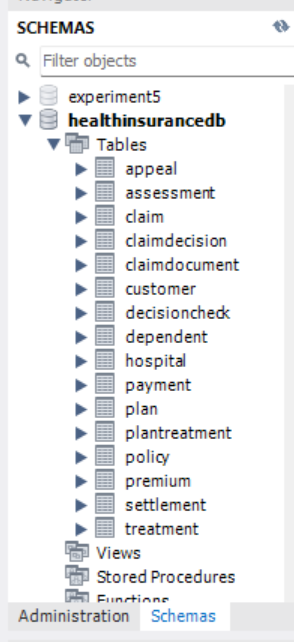 Navigator
SCHEMAS
Filter objects
experiment5
healthinsurancedb
Tables
appeal
assessment
claim
claimdecision
claimdocument
customer
decisioncheck
dependent
hospital
payment
plan
plantreatment
policy
premium
settlement
treatment
Views
Stored Procedures
Functions
Administration Schemas